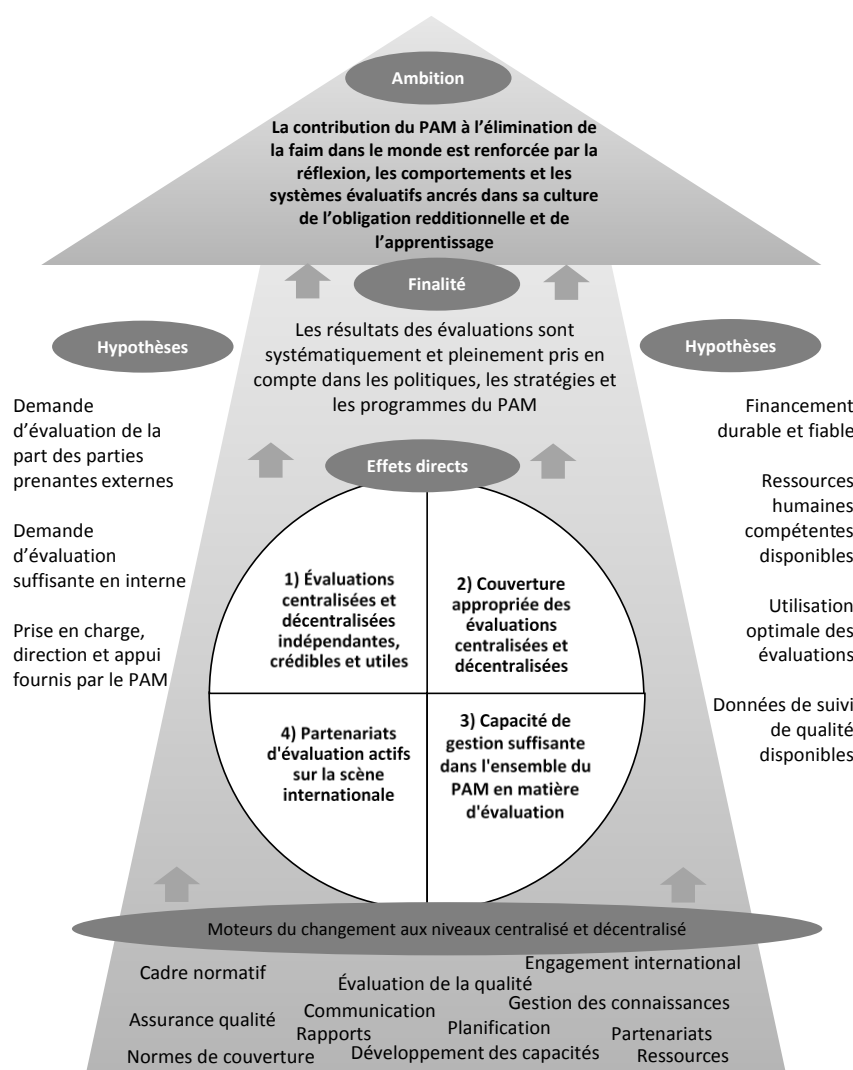 Ambition
La contribution du PAM à l’élimination de
la faim dans le monde est renforcée par la
réflexion, les comportements et les
systèmes évaluatifs ancrés dans sa culture
de l’obligation redditionnelle et de
l’apprentissage
Finalité
Les résultats des évaluations sont
systématiquement et pleinement pris en
compte dans les politiques, les stratégies et
les programmes du PAM
Hypothèses
Demande
d’évaluation de la
part des parties
prenantes externes
Demande
d’évaluation
suffisante en interne
Prise en charge,
direction et appui
fournis par le PAM
Hypothèses
Financement
durable et fiable
Ressources
humaines
compétentes
disponibles
Utilisation
optimale des
évaluations
Données de suivi
de qualité
disponibles
Effets directs
1) Évaluations
centralisées et
décentralisées
indépendantes,
crédibles et utiles
2) Couverture
appropriée des
évaluations
centralisées et
décentralisées
4) Partenariats
d'évaluation actifs
sur la scène
internationale
3) Capacité de
gestion suffisante
dans l'ensemble du
PAM en matière
d'évaluation
Moteurs du changement aux niveaux centralisé et décentralisé
Cadre normatif
Évaluation de la qualité
Engagement international
Assurance qualité
Communication
Gestion des connaissances
Rapports
Planification
Partenariats
Normes de couverture
Développement des capacités
Ressources